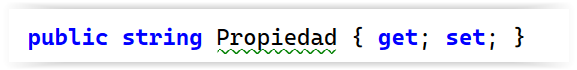 public string Propiedad { get; set; }